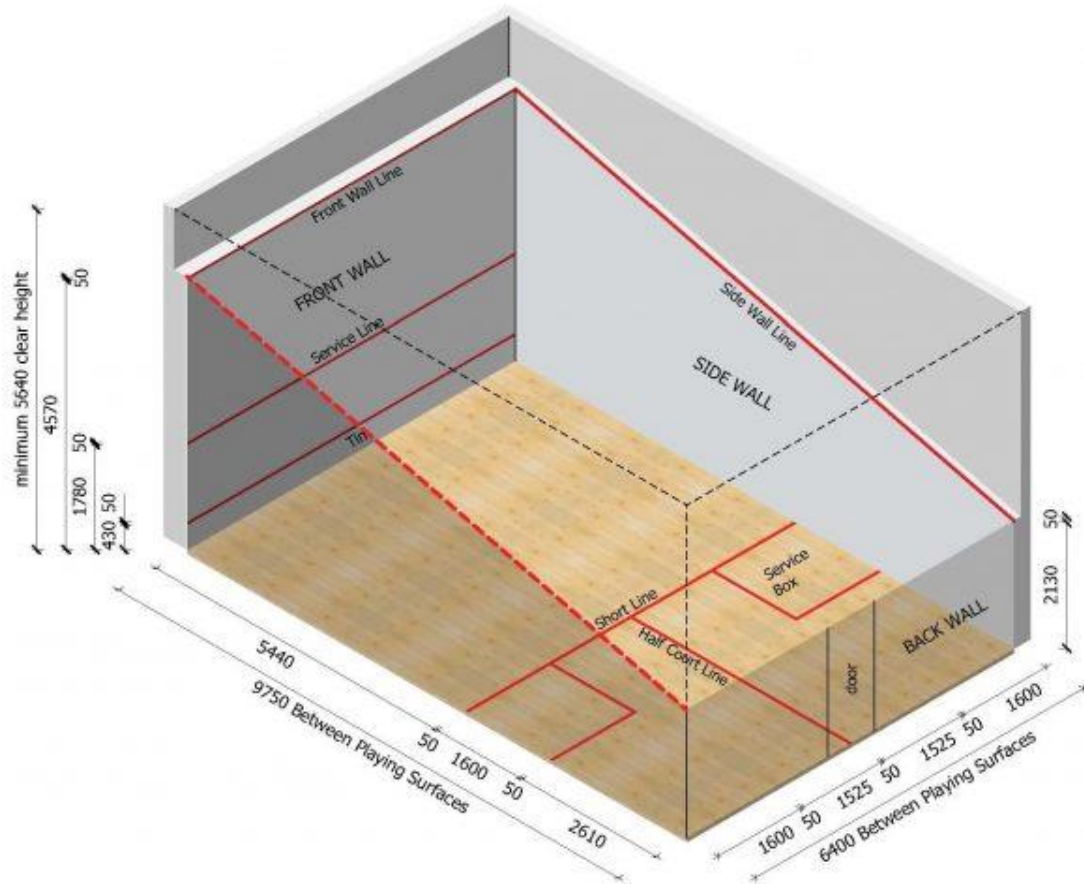 Front Wall Line
FRONT WALL
Service Line
Tin
Side Wall Line
SIDE WALL
Service
Box
Short Line
Half Court Line
door
BACK WALL
minimum 5640 clear height
4570
50
1780
50
430
50
50
2130
5440
50
1600
50
2610
9750 Between Playing Surfaces
1600
50
1525
50
1525
50
1600
6400 Between Playing Surfaces